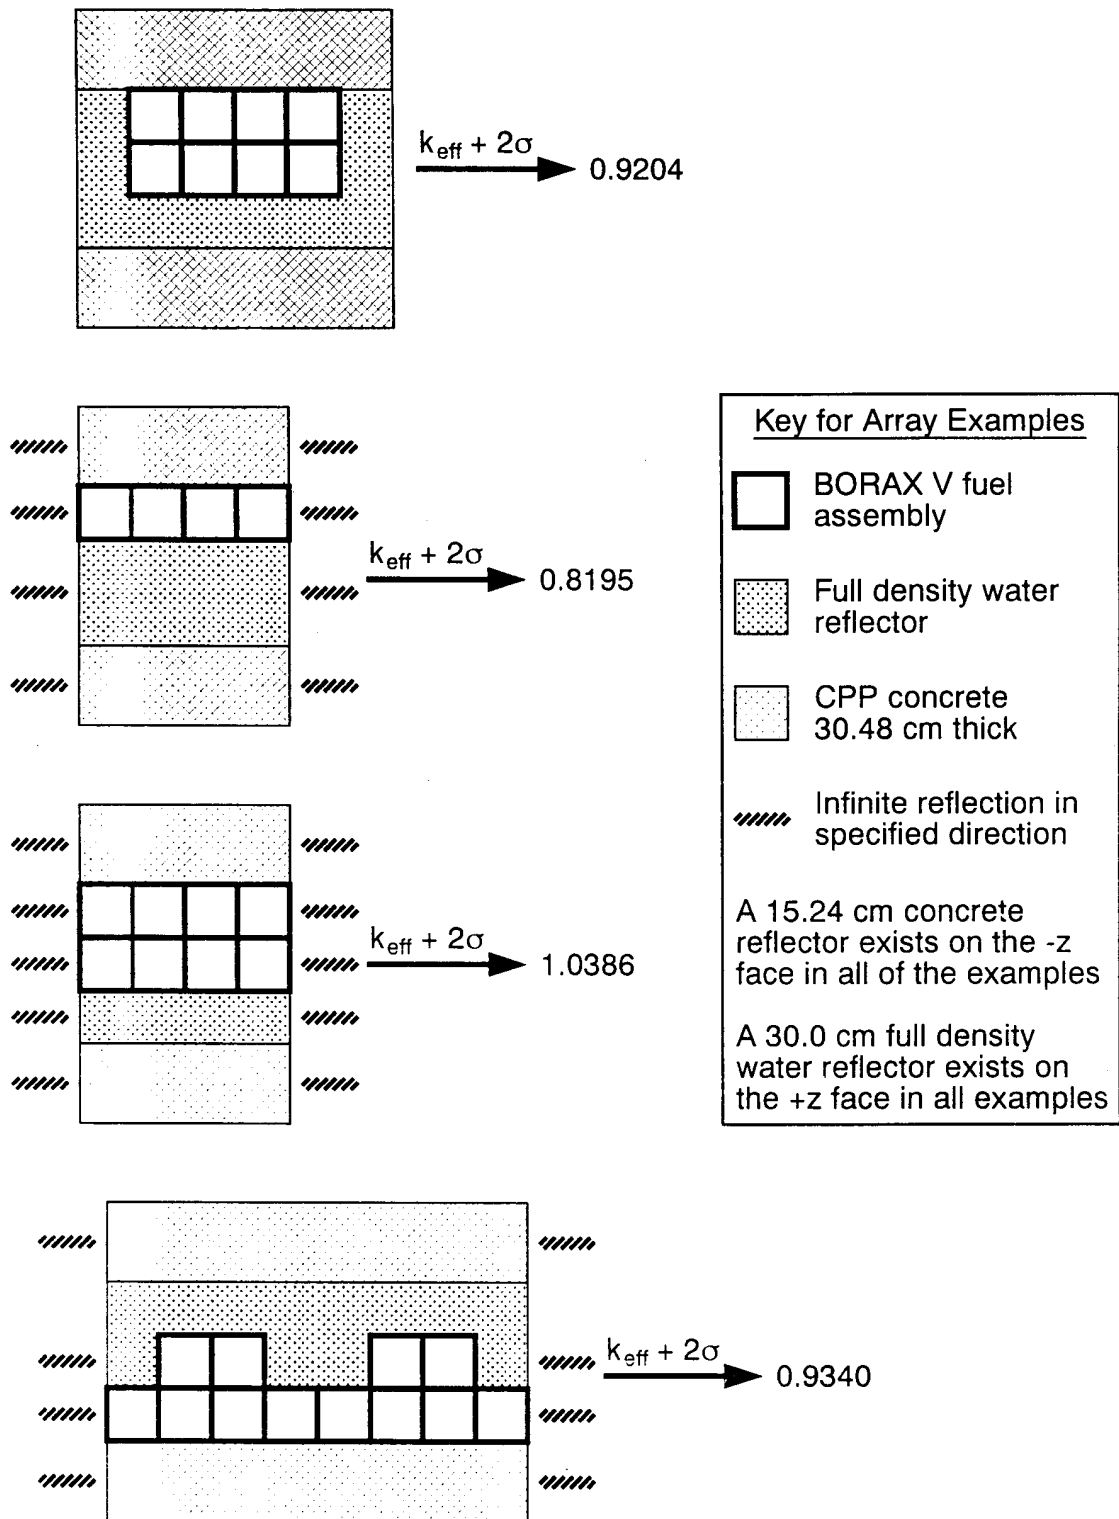 k_eff + 2σ
0.9204
k_eff + 2σ
0.8195
k_eff + 2σ
1.0386
k_eff + 2σ
0.9340
Key for Array Examples
BORAX V fuel
assembly
Full density water
reflector
CPP concrete
30.48 cm thick
Infinite reflection in
specified direction
A 15.24 cm concrete
reflector exists on the -z
face in all of the examples
A 30.0 cm full density
water reflector exists on
the +z face in all examples